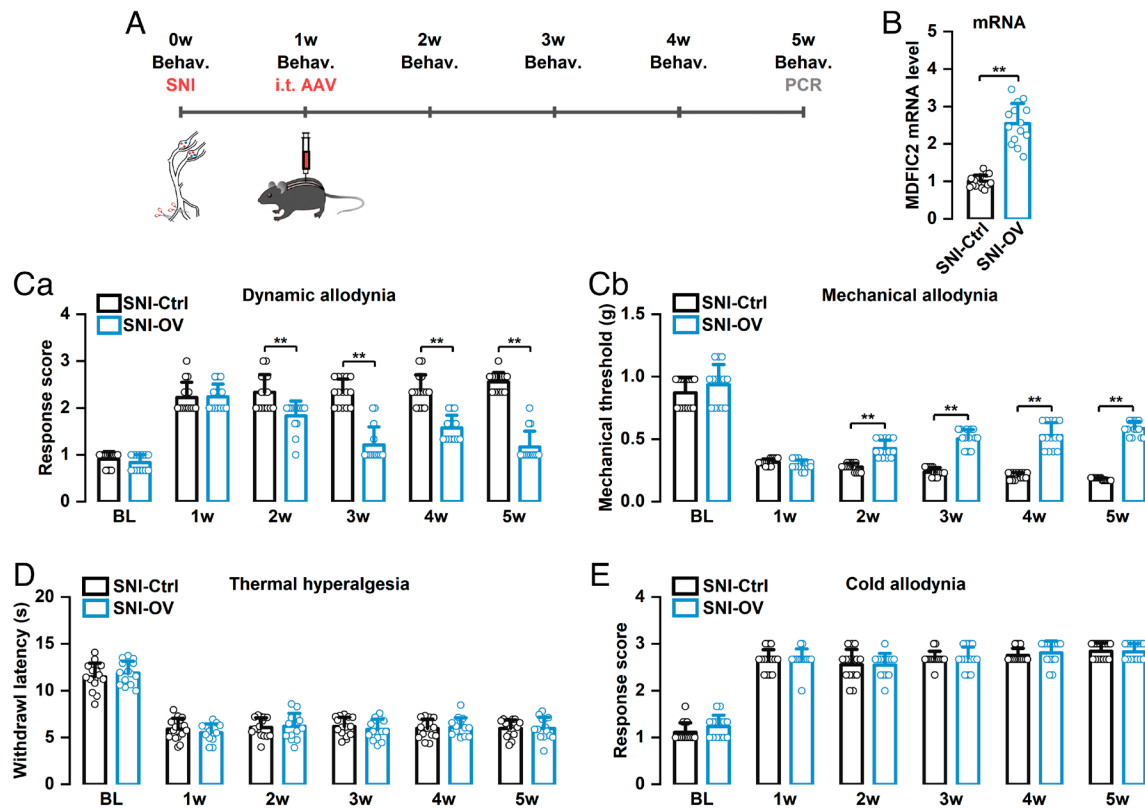 A
0w 1w 2w 3w 4w 5w
Behav. Behav. Behav. Behav. Behav. Behav.
SNI i.t. AAV PCR
B
mRNA
MDFIC2 mRNA level
5
4
3
2
1
0
**
SNI-Ctrl SNI-OV
Ca
Dynamic allodynia
SNI-Ctrl
SNI-OV
Response score
4
3
2
1
0
** ** ** **
BL 1w 2w 3w 4w 5w
Cb
Mechanical allodynia
SNI-Ctrl
SNI-OV
Mechanical threshold (g)
1.5
1.0
0.5
0
** ** ** **
BL 1w 2w 3w 4w 5w
D
Thermal hyperalgesia
SNI-Ctrl
SNI-OV
Withdrawl latency (s)
20
15
10
5
0
BL 1w 2w 3w 4w 5w
E
Cold allodynia
SNI-Ctrl
SNI-OV
Response score
4
3
2
1
0
BL 1w 2w 3w 4w 5w